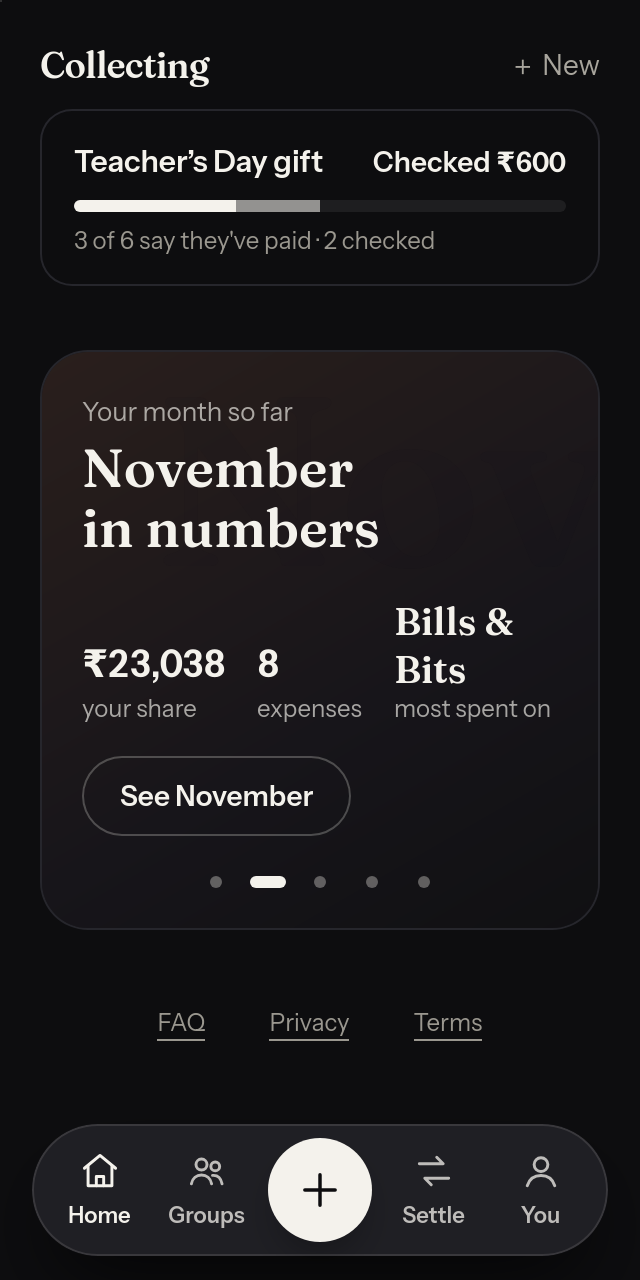 Collecting
+ New
Teacher’s Day gift
Checked ₹600
3 of 6 say they've paid · 2 checked
Your month so far
November
in numbers
₹23,038
your share
8
expenses
Bills &
Bits
most spent on
See November
FAQ
Privacy
Terms
Home
Groups
Settle
You